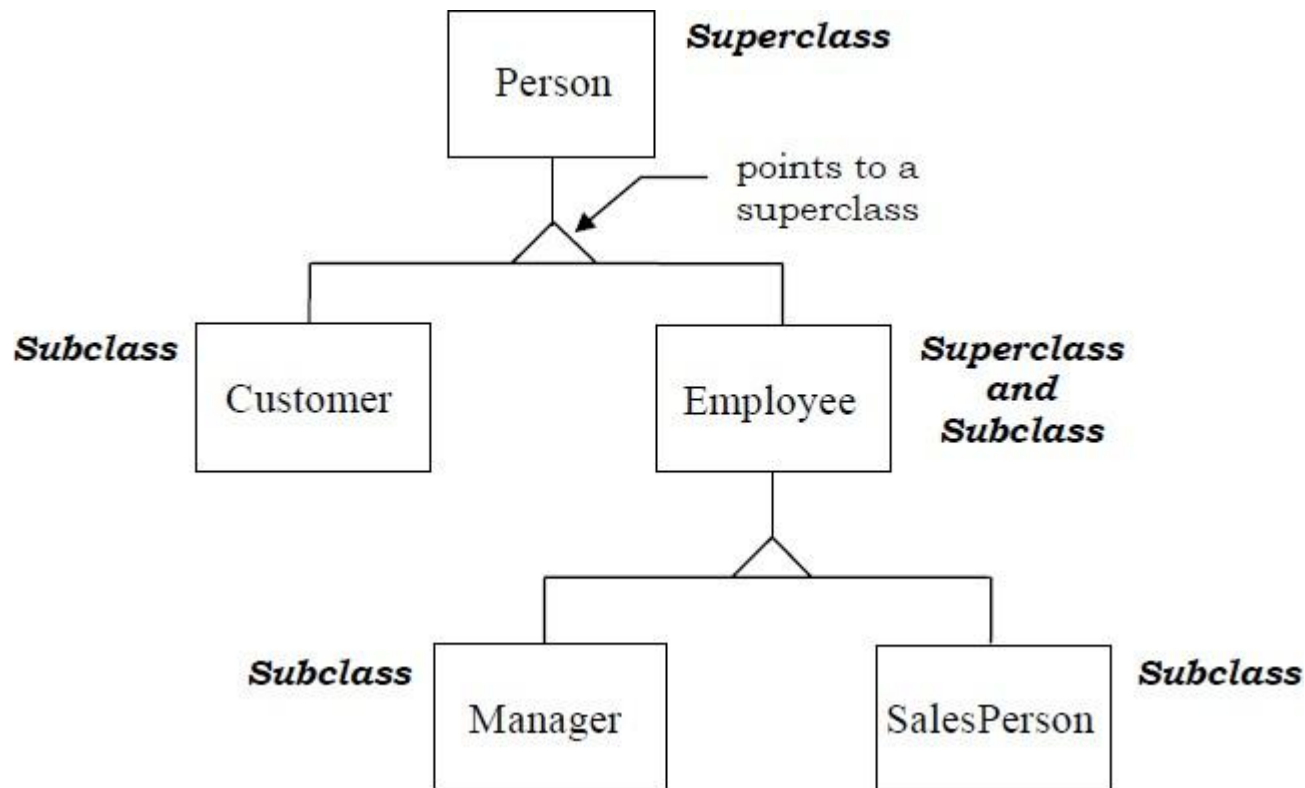 Superclass
Person
points to a
superclass
Subclass
Customer
Employee
Superclass
and
Subclass
Subclass
Manager
SalesPerson
Subclass